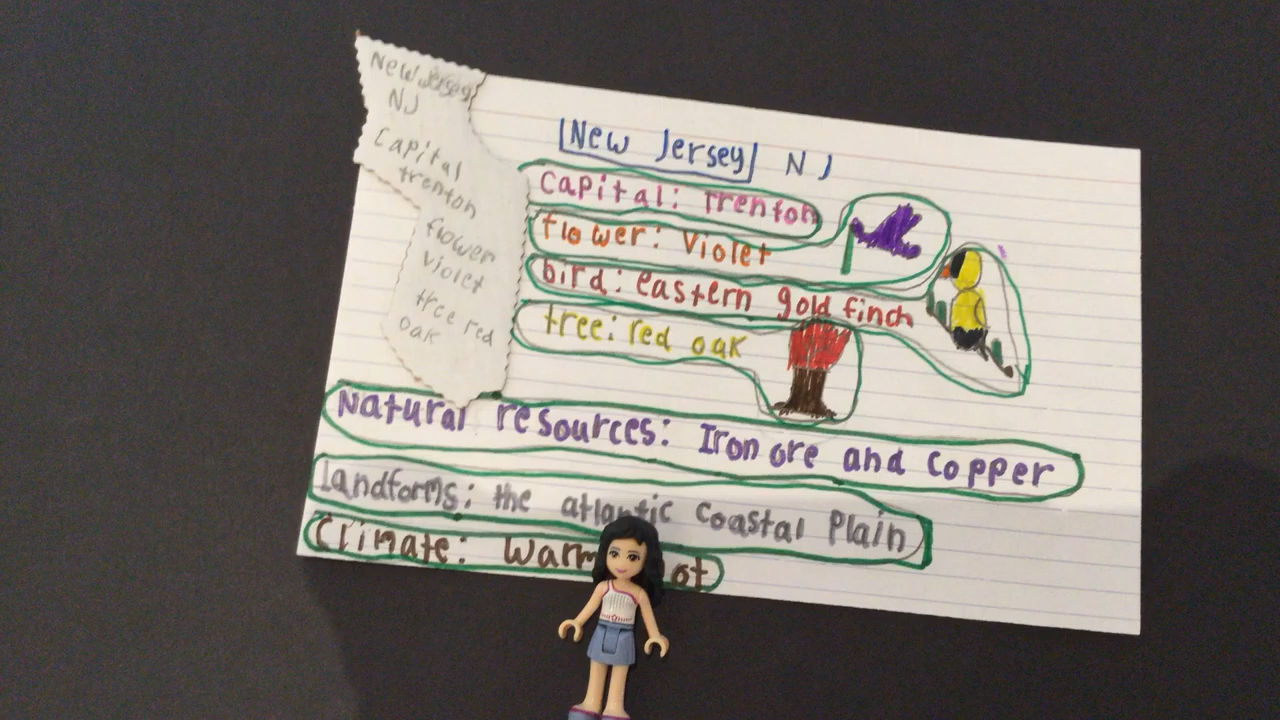 New Jersey
NJ
Capital
trenton
flower
violet
tree red
oak
New Jersey NJ
Capital: Trenton
flower: Violet
bird: eastern gold finch
tree: red oak
Natural resources: Iron ore and Copper
landforms: the atlantic Coastal Plain
Climate: Warm